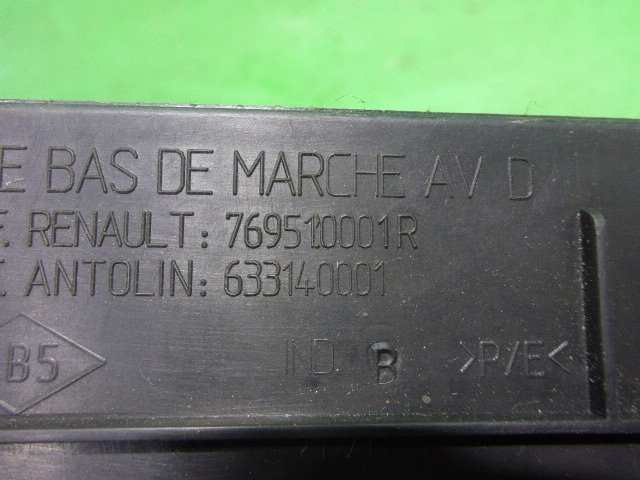 E BAS DE MARCHE AV D
F. RENAULT: 769510001R
F. ANTOLIN: 633140001
B5
IND. B >P/E<